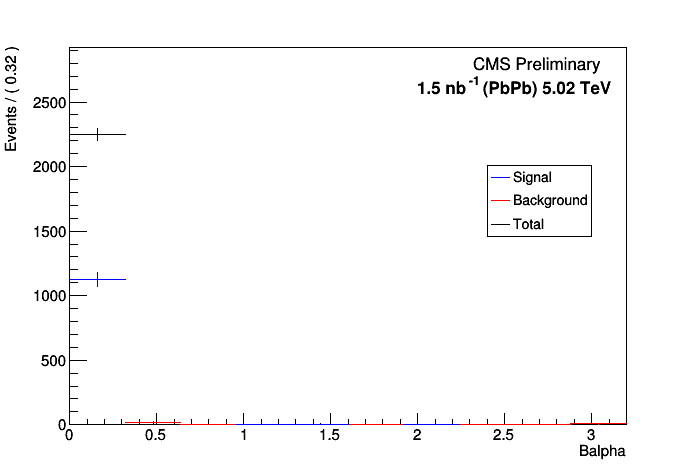 CMS Preliminary
1.5 nb-1 (PbPb) 5.02 TeV
Events / ( 0.32 )
2500
2000
1500
1000
500
0
Signal
Background
Total
0 0.5 1 1.5 2 2.5 3
Balpha